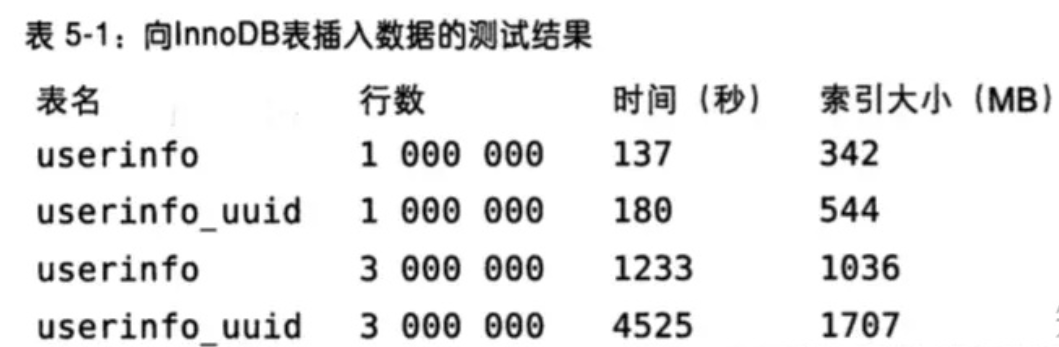 表 5-1：向InnoDB表插入数据的测试结果
表名 行数 时间（秒） 索引大小（MB）
userinfo 1 000 000 137 342
userinfo_uuid 1 000 000 180 544
userinfo 3 000 000 1233 1036
userinfo_uuid 3 000 000 4525 1707